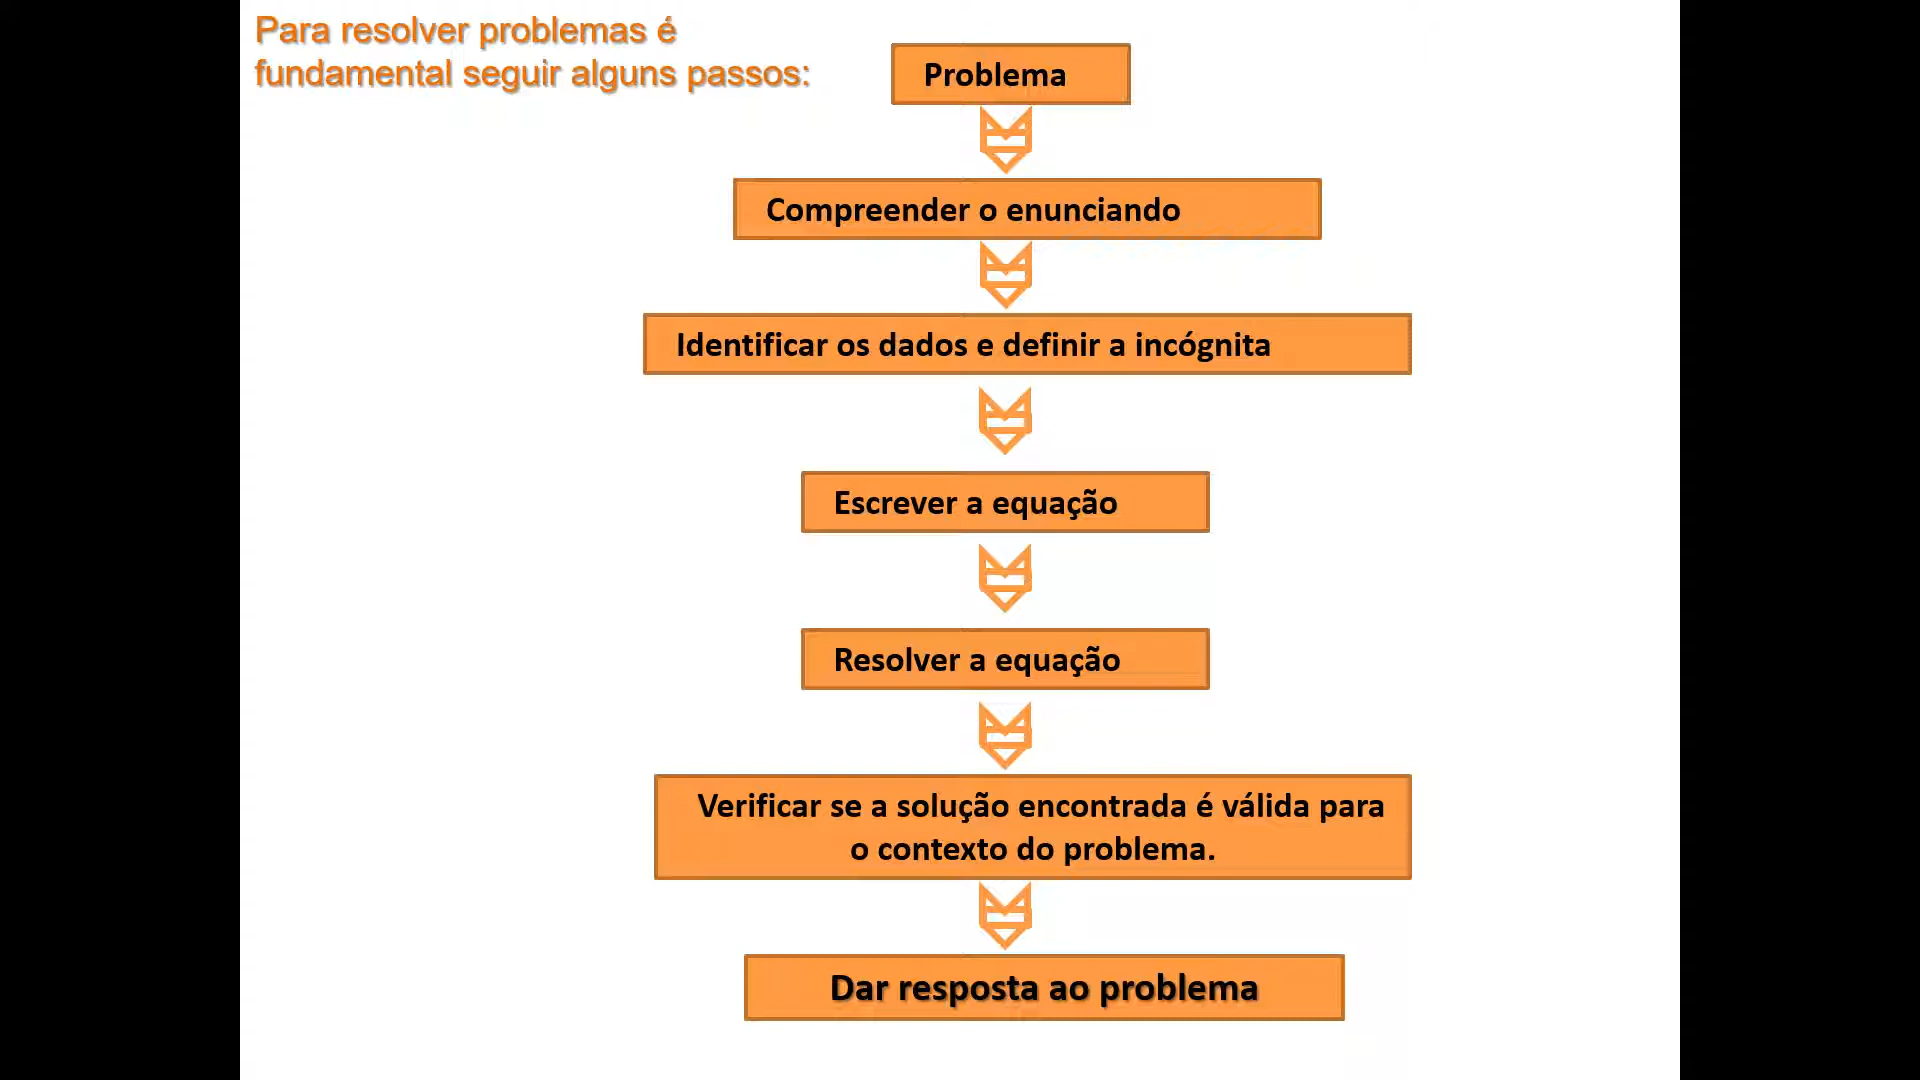 Para resolver problemas é
fundamental seguir alguns passos:
Problema
Compreender o enunciando
Identificar os dados e definir a incógnita
Escrever a equação
Resolver a equação
Verificar se a solução encontrada é válida para
o contexto do problema.
Dar resposta ao problema